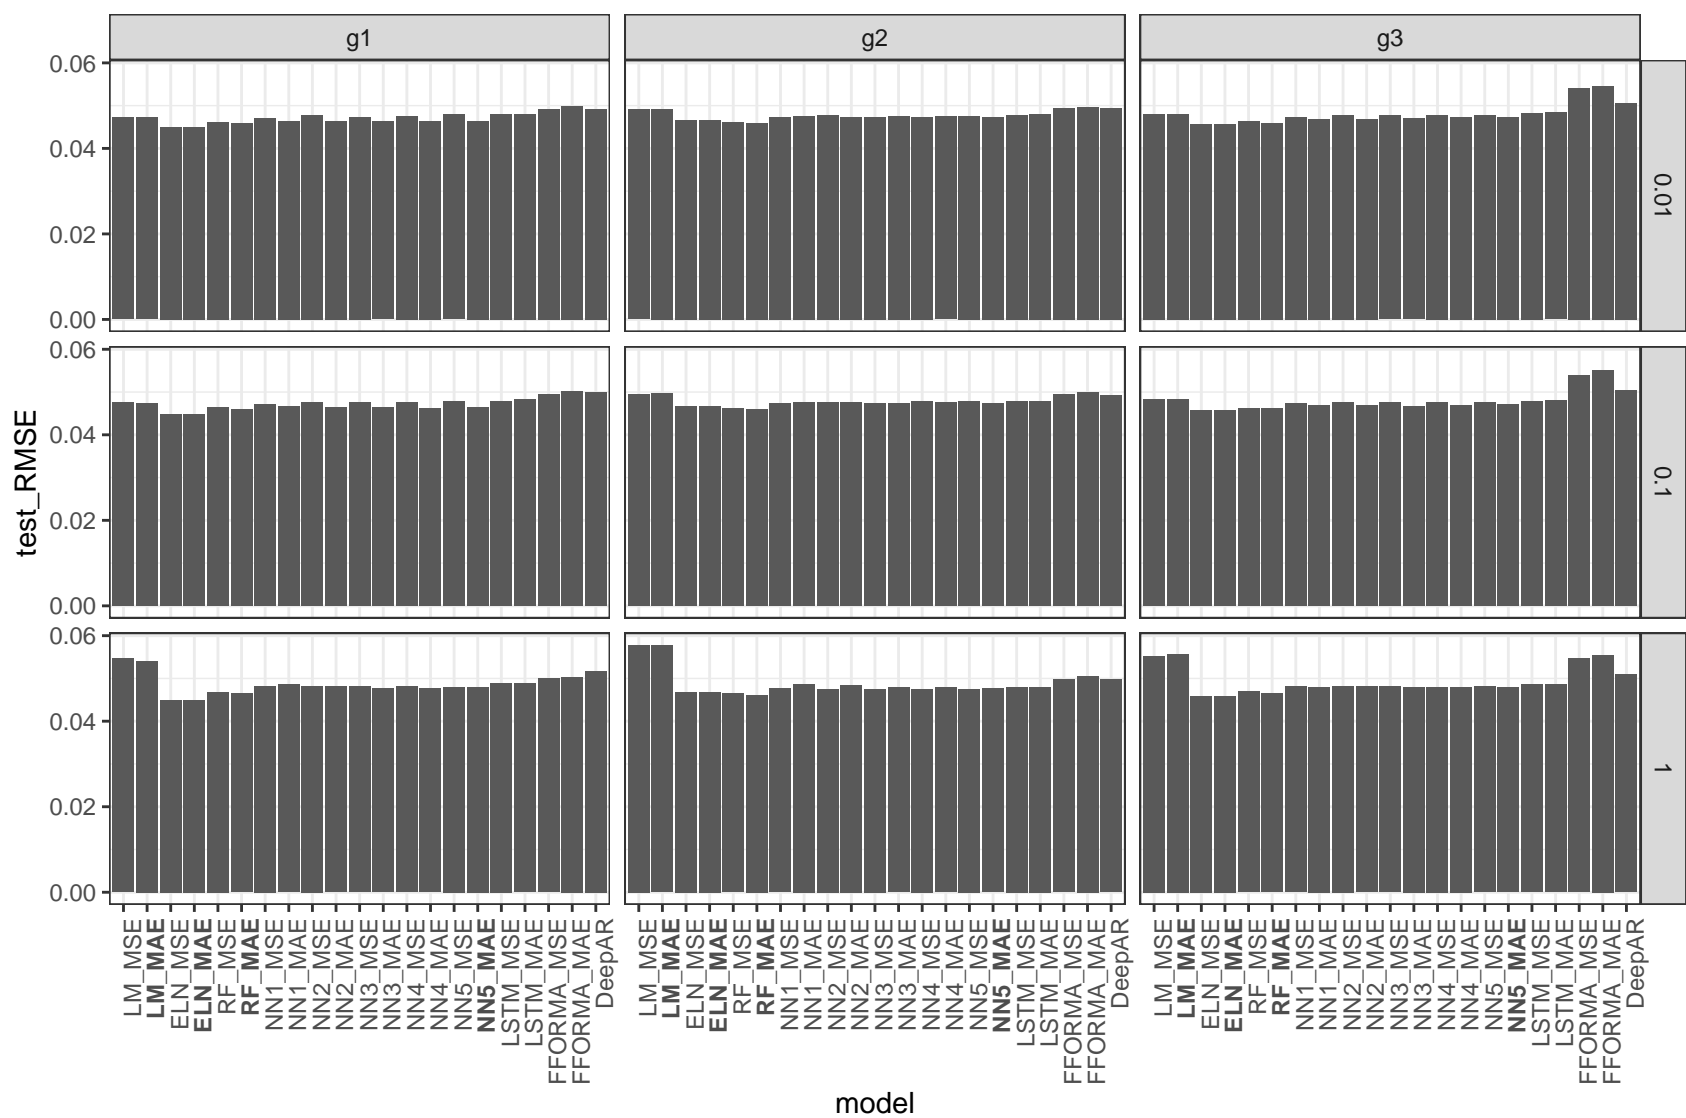 g1 g2 g3
0.06
0.04
0.02
0.00
0.01
0.06
0.04
0.02
0.00
0.1
0.06
0.04
0.02
0.00
1
test_RMSE
LM_MSE
LM_MAE
ELN_MSE
ELN_MAE
RF_MSE
RF_MAE
NN1_MSE
NN1_MAE
NN2_MSE
NN2_MAE
NN3_MSE
NN3_MAE
NN4_MSE
NN4_MAE
NN5_MSE
NN5_MAE
LSTM_MSE
LSTM_MAE
FFORMA_MSE
FFORMA_MAE
DeepAR
LM_MSE
LM_MAE
ELN_MSE
ELN_MAE
RF_MSE
RF_MAE
NN1_MSE
NN1_MAE
NN2_MSE
NN2_MAE
NN3_MSE
NN3_MAE
NN4_MSE
NN4_MAE
NN5_MSE
NN5_MAE
LSTM_MSE
LSTM_MAE
FFORMA_MSE
FFORMA_MAE
DeepAR
LM_MSE
LM_MAE
ELN_MSE
ELN_MAE
RF_MSE
RF_MAE
NN1_MSE
NN1_MAE
NN2_MSE
NN2_MAE
NN3_MSE
NN3_MAE
NN4_MSE
NN4_MAE
NN5_MSE
NN5_MAE
LSTM_MSE
LSTM_MAE
FFORMA_MSE
FFORMA_MAE
DeepAR
model